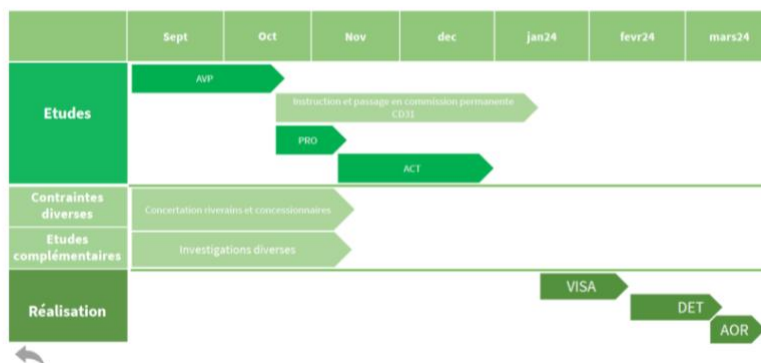 Sept Oct Nov dec jan24 fevr24 mars24
Etudes
AVP
Instruction et passage en commission permanente
CD31
PRO
ACT
Contraintes
diverses
Concertation riverains et concessionnaires
Etudes
complémentaires
Investigations diverses
Réalisation
VISA
DET
AOR